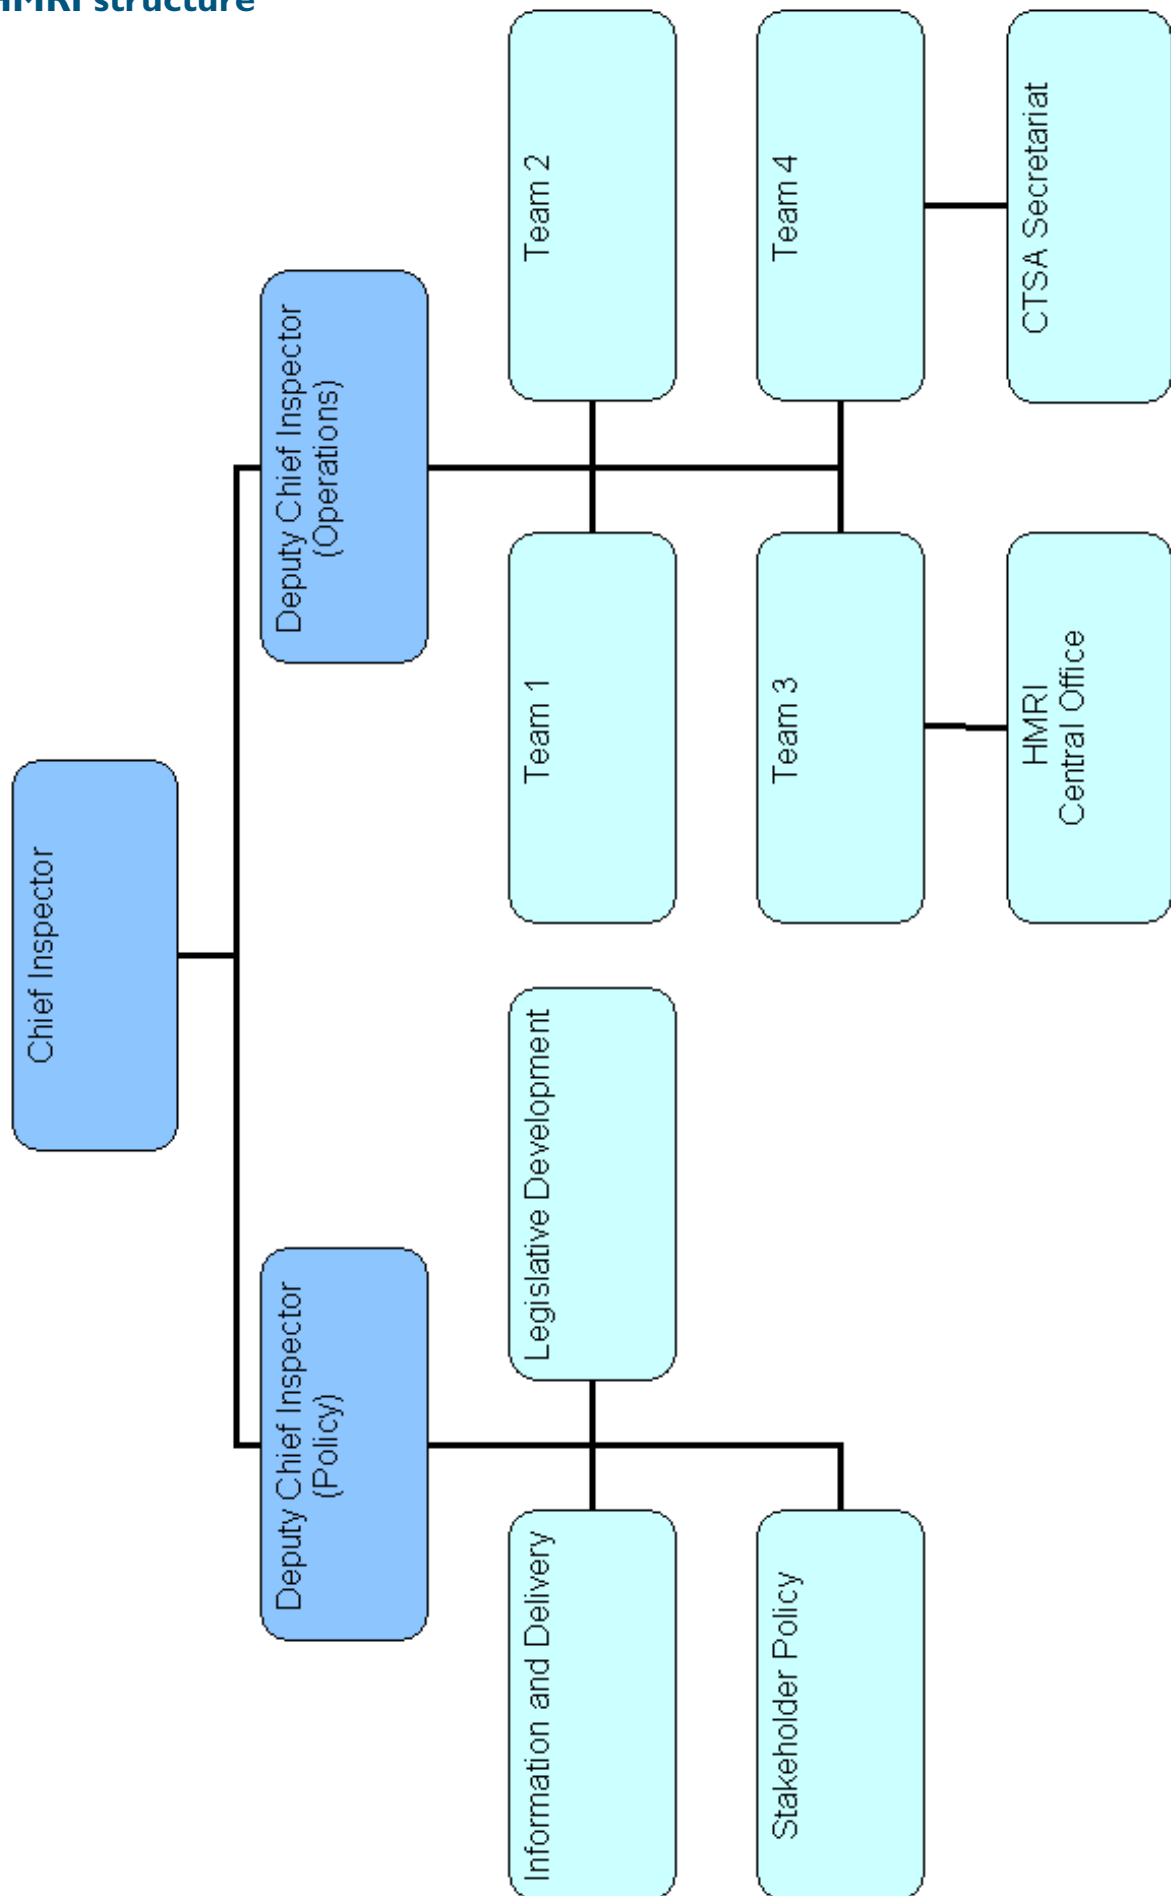 HMRI structure
Chief Inspector
Deputy Chief Inspector
(Policy)
Deputy Chief Inspector
(Operations)
Information and Delivery
Legislative Development
Team 1
Team 2
Stakeholder Policy
Team 3
Team 4
HMRI
Central Office
CTSA Secretariat